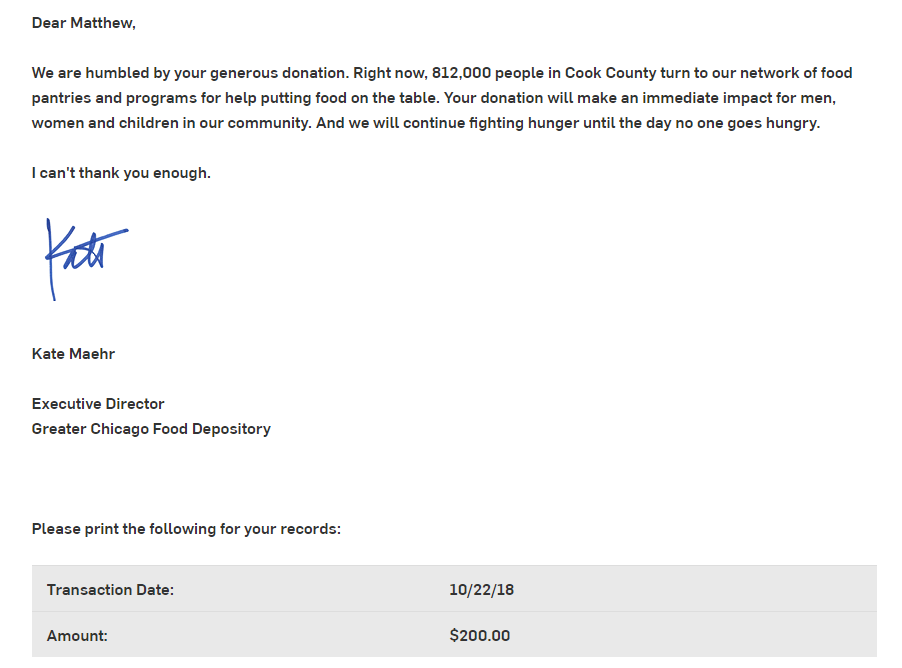 Dear Matthew,
We are humbled by your generous donation. Right now, 812,000 people in Cook County turn to our network of food
pantries and programs for help putting food on the table. Your donation will make an immediate impact for men,
women and children in our community. And we will continue fighting hunger until the day no one goes hungry.
I can't thank you enough.
Kate
Kate Maehr
Executive Director
Greater Chicago Food Depository
Please print the following for your records:
Transaction Date: 10/22/18
Amount: $200.00